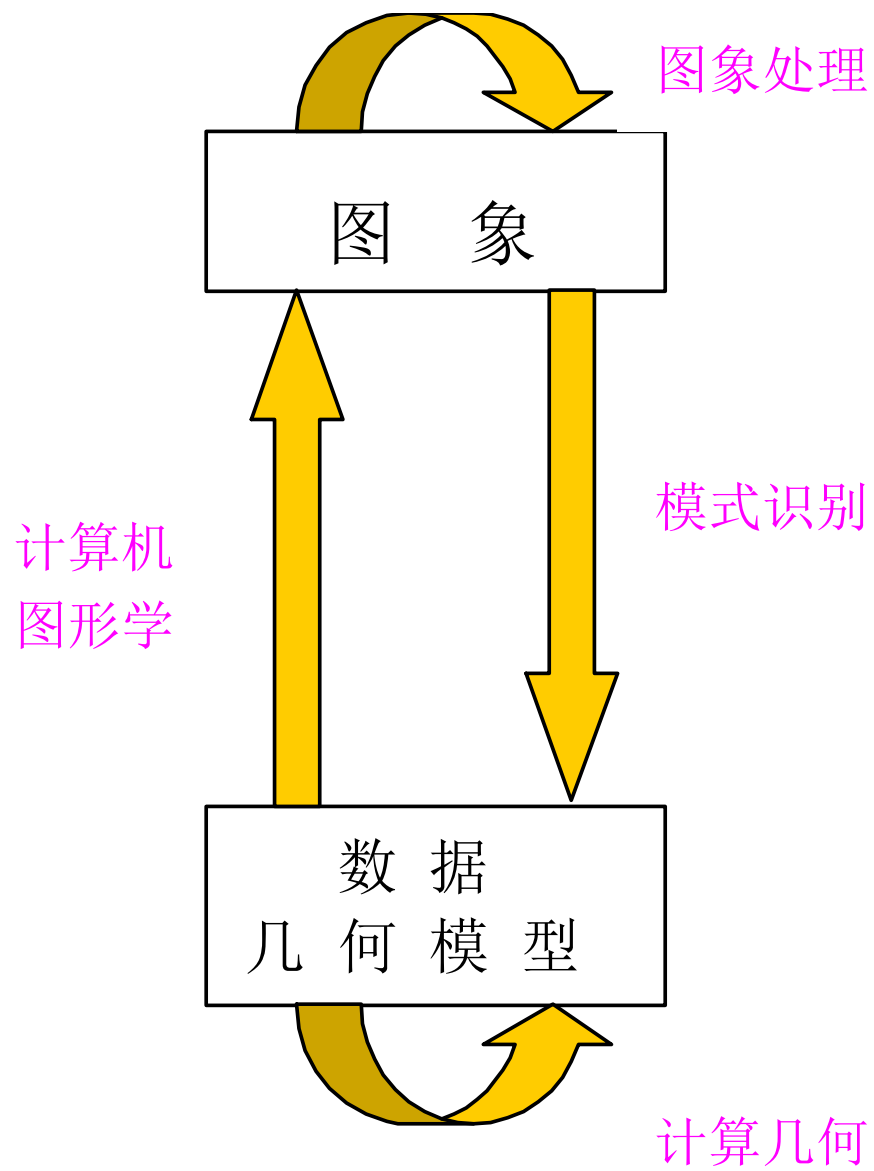 图象处理
图 象
模式识别
计算机
图形学
数 据
几 何 模 型
计算几何